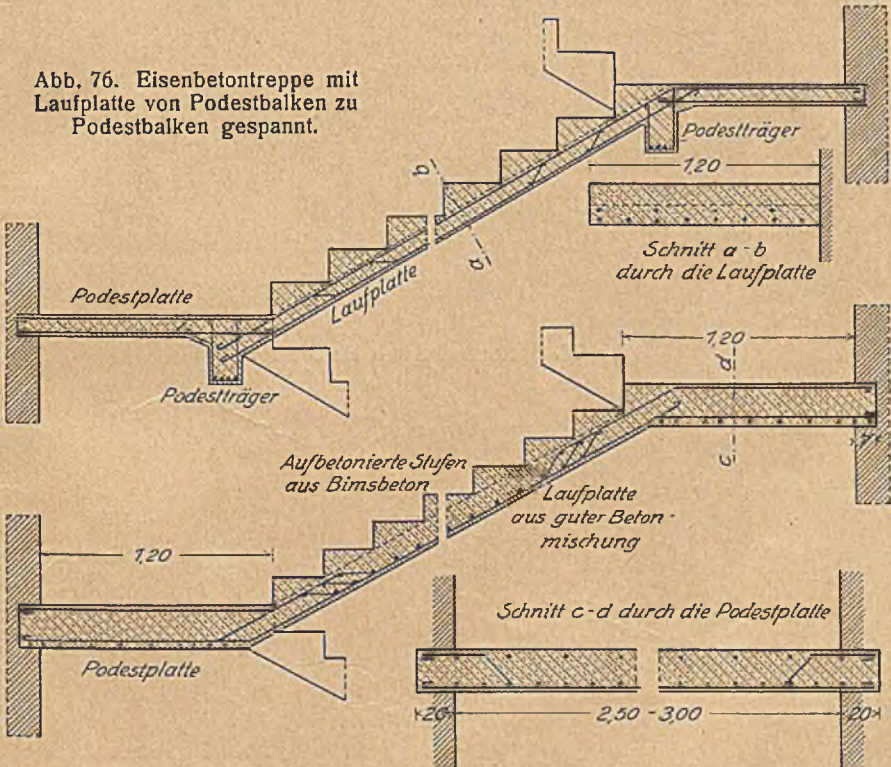 Abb. 76. Eisenbetontreppe mit
Laufplatte von Podestbalken zu
Podestbalken gespannt.
Podestträger
1,20
Schnitt a-b
durch die Laufplatte
b
a
Podestplatte
Laufplatte
Podestträger
1,20
d
c
Aufbetonierte Stufen
aus Bimsbeton
Laufplatte
aus guter Beton-
mischung
1,20
Podestplatte
Schnitt c-d durch die Podestplatte
20
2,50-3,00
20